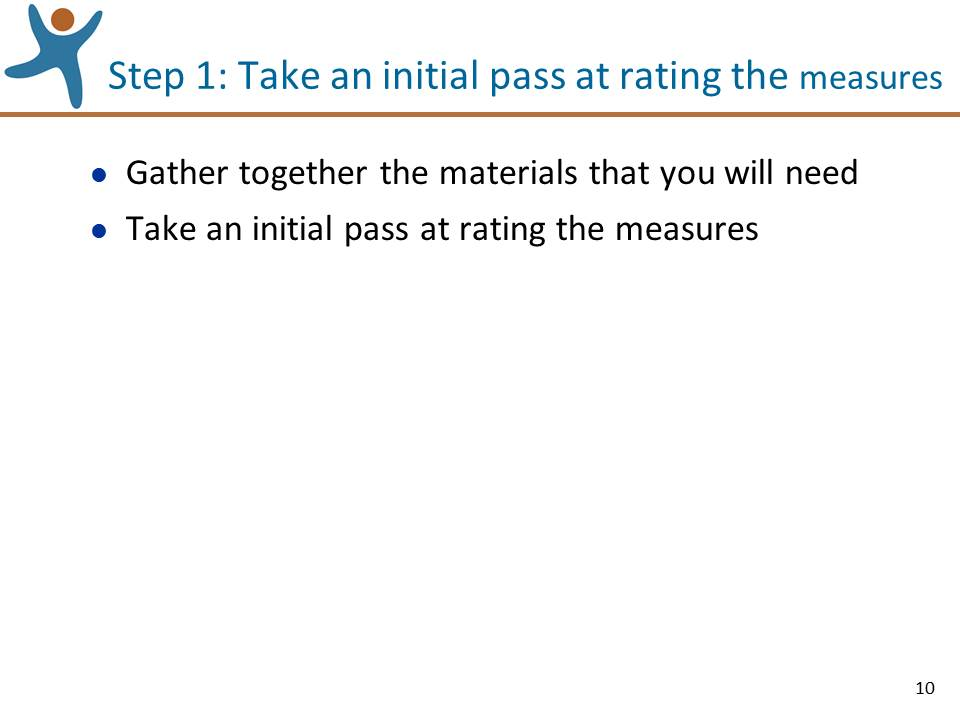 Step 1: Take an initial pass at rating the measures
● Gather together the materials that you will need
● Take an initial pass at rating the measures
10